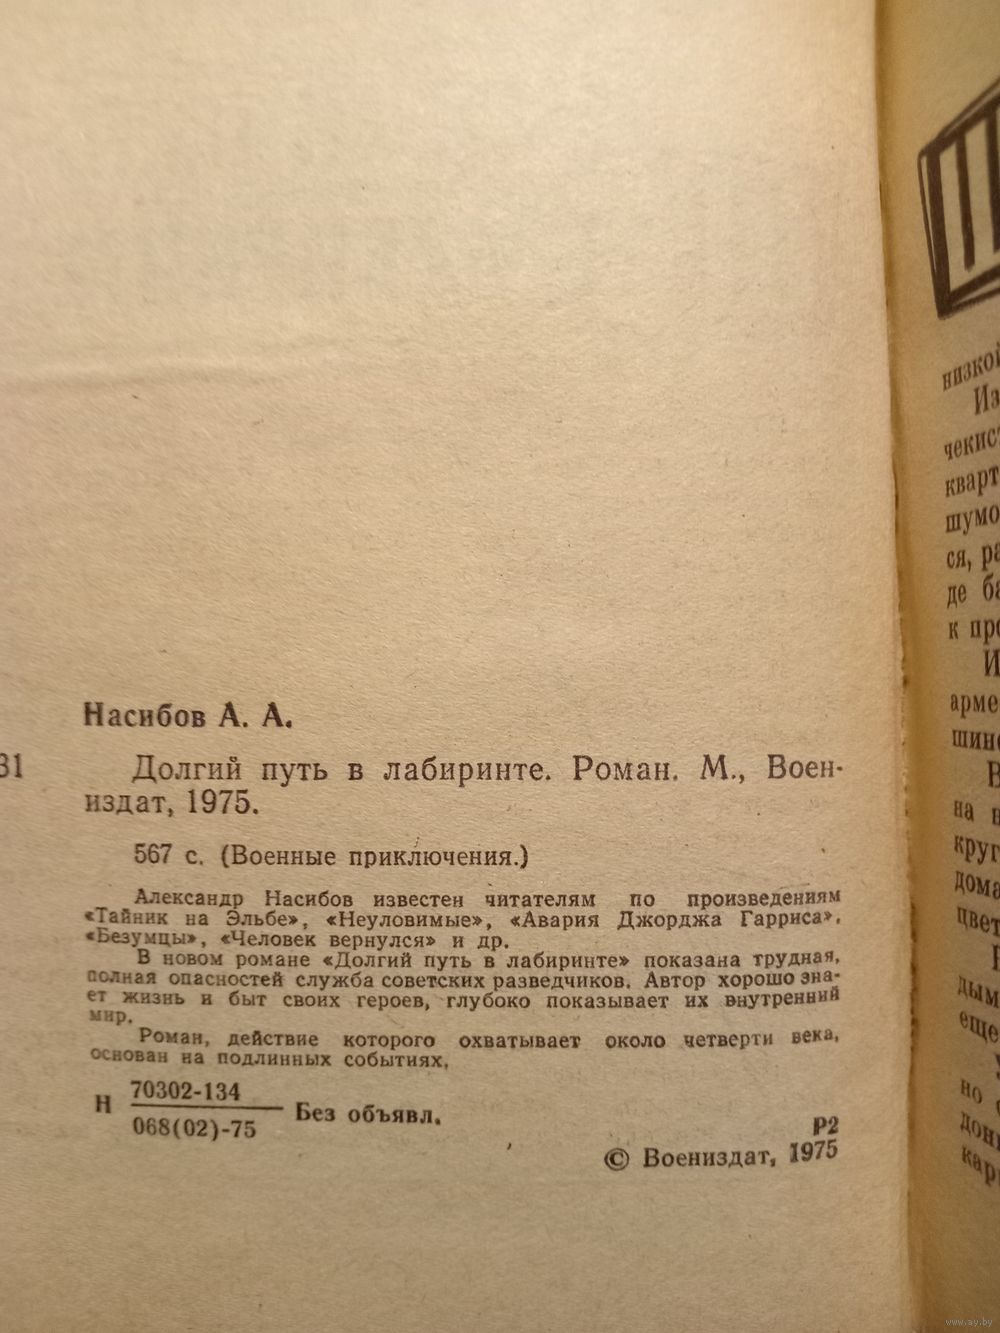 Насибов А. А.
31
Долгий путь в лабиринте. Роман. М., Воен-
издат, 1975.
567 с. (Военные приключения.)
Александр Насибов известен читателям по произведениям
«Тайник на Эльбе», «Неуловимые», «Авария Джорджа Гарриса»,
«Безумцы», «Человек вернулся» и др.
В новом романе «Долгий путь в лабиринте» показана трудная,
полная опасностей служба советских разведчиков. Автор хорошо зна-
ет жизнь и быт своих героев, глубоко показывает их внутренний
мир.
Роман, действие которого охватывает около четверти века,
основан на подлинных событиях,
Н 70302-134
068(02)-75 Без объявл.
Р2
© Воениздат, 1975
низкой
Из
чекист
кварт
шумо
ся, ра
де ба
к про
И
арме
шин
В
на н
круг
дома
цвет
дым
еще
но
дон
кар
www.ay.by